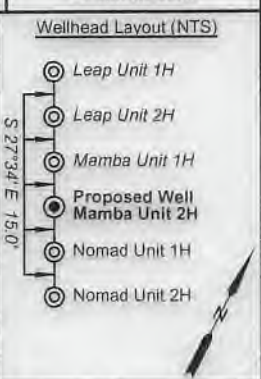 Wellhead Layout (NTS)
Leap Unit 1H
Leap Unit 2H
Mamba Unit 1H
Proposed Well
Mamba Unit 2H
Nomad Unit 1H
Nomad Unit 2H
S 27°34' E 15.0'
N